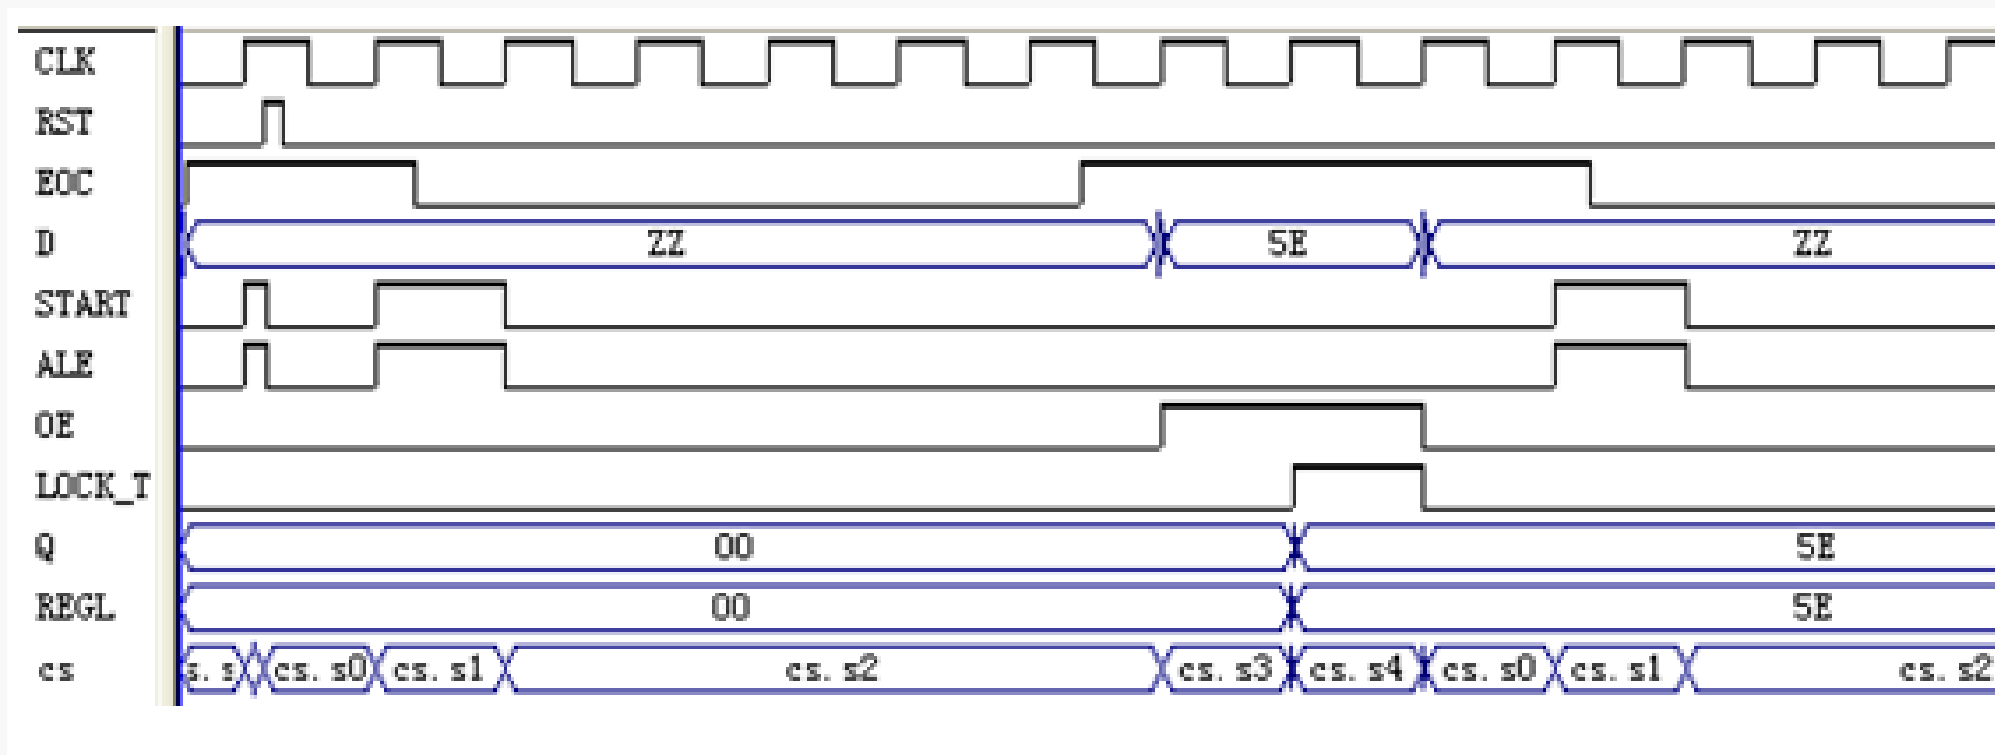 CLK
RST
EOC
D ZZ 5E ZZ
START
ALE
OE
LOCK_T
Q 00 5E
REGL 00 5E
cs s.s cs.s0 cs.s1 cs.s2 cs.s3 cs.s4 cs.s0 cs.s1 cs.s2